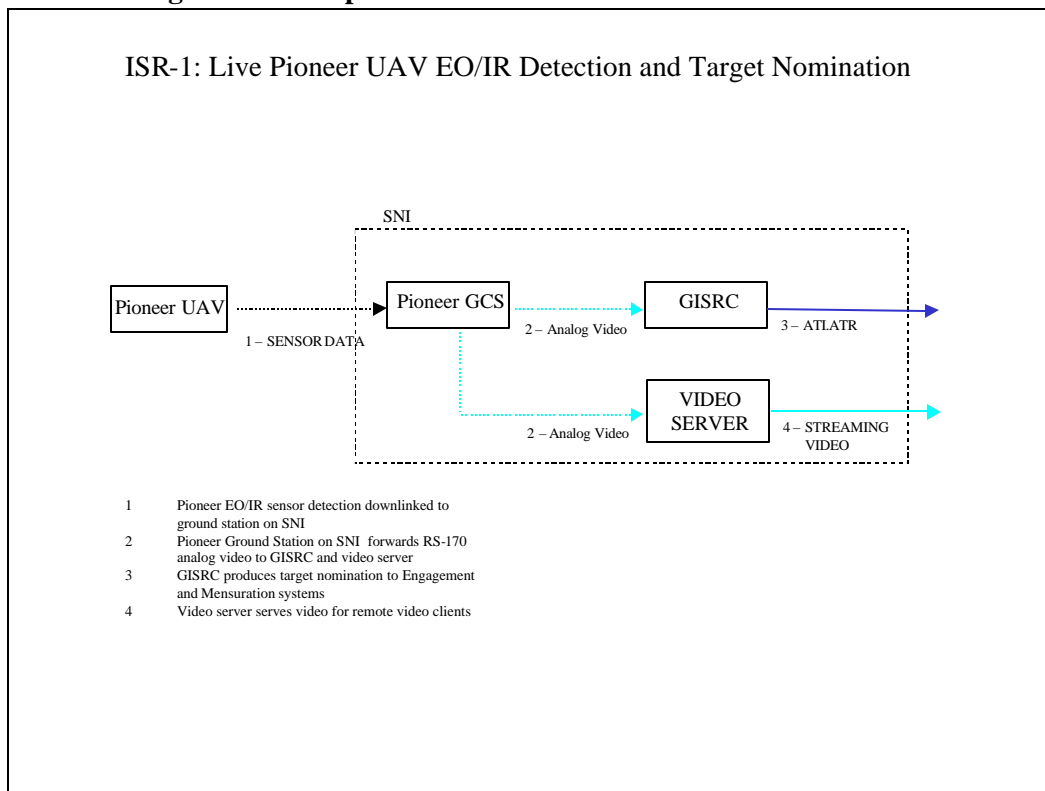 ISR-1: Live Pioneer UAV EO/IR Detection and Target Nomination
SNI
Pioneer UAV
Pioneer GCS
GISRC
1 – SENSOR DATA
2 – Analog Video
3 – ATI.ATR
VIDEO
SERVER
2 – Analog Video
4 – STREAMING
VIDEO
1 Pioneer EO/IR sensor detection downlinked to
ground station on SNI
2 Pioneer Ground Station on SNI forwards RS-170
analog video to GISRC and video server
3 GISRC produces target nomination to Engagement
and Mensuration systems
4 Video server serves video for remote video clients